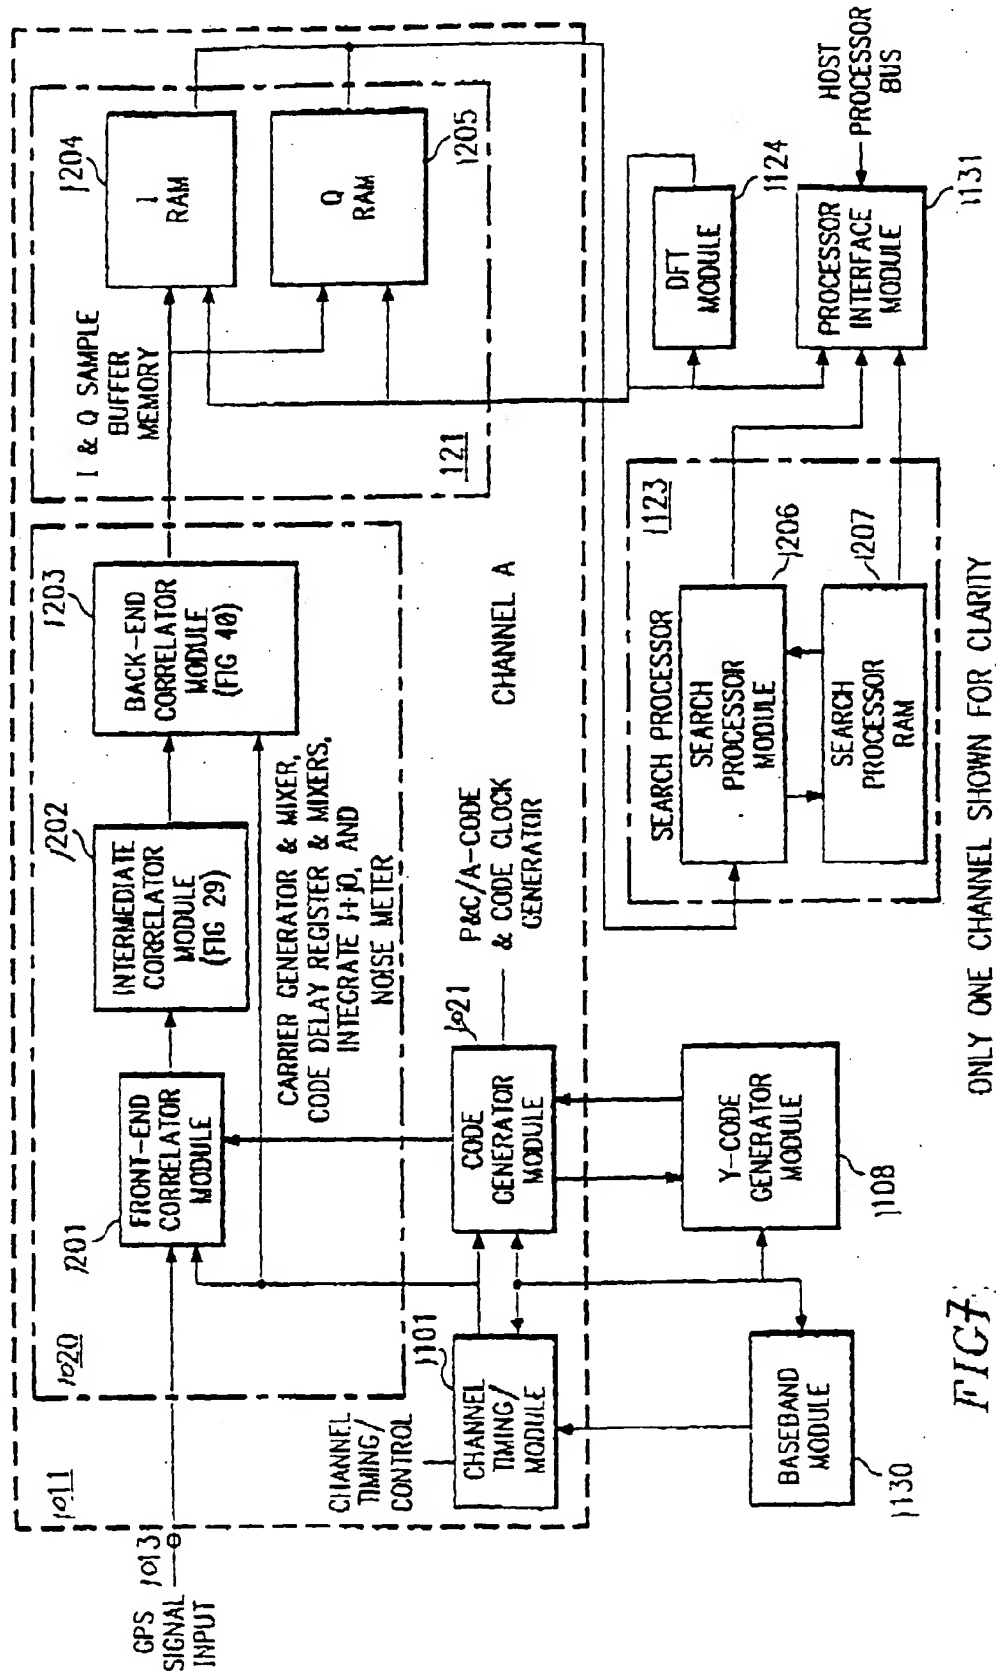 GPS
SIGNAL
INPUT
10131
1011
1020
1201
FRONT-END
CORRELATOR
MODULE
1202
INTERMEDIATE
CORRELATOR
MODULE
(FIG 29)
1203
BACK-END
CORRELATOR
MODULE
(FIG 40)
CARRIER GENERATOR & MIXER,
CODE DELAY REGISTER & MIXERS,
INTEGRATE I+jQ, AND
NOISE METER
I & Q SAMPLE
BUFFER
MEMORY
121
1204
I
RAM
Q
RAM
1205
CHANNEL
TIMING/
CONTROL
1101
CHANNEL
TIMING/
MODULE
1021
CODE
GENERATOR
MODULE
P&C/A-CODE
& CODE CLOCK
GENERATOR
CHANNEL A
BASEBAND
MODULE
1130
Y-CODE
GENERATOR
MODULE
1108
SEARCH PROCESSOR
1123
SEARCH
PROCESSOR
MODULE
1206
SEARCH
PROCESSOR
RAM
1207
DFT
MODULE
1124
PROCESSOR
INTERFACE
MODULE
1131
HOST
PROCESSOR
BUS
FIG 7
ONLY ONE CHANNEL SHOWN FOR CLARITY